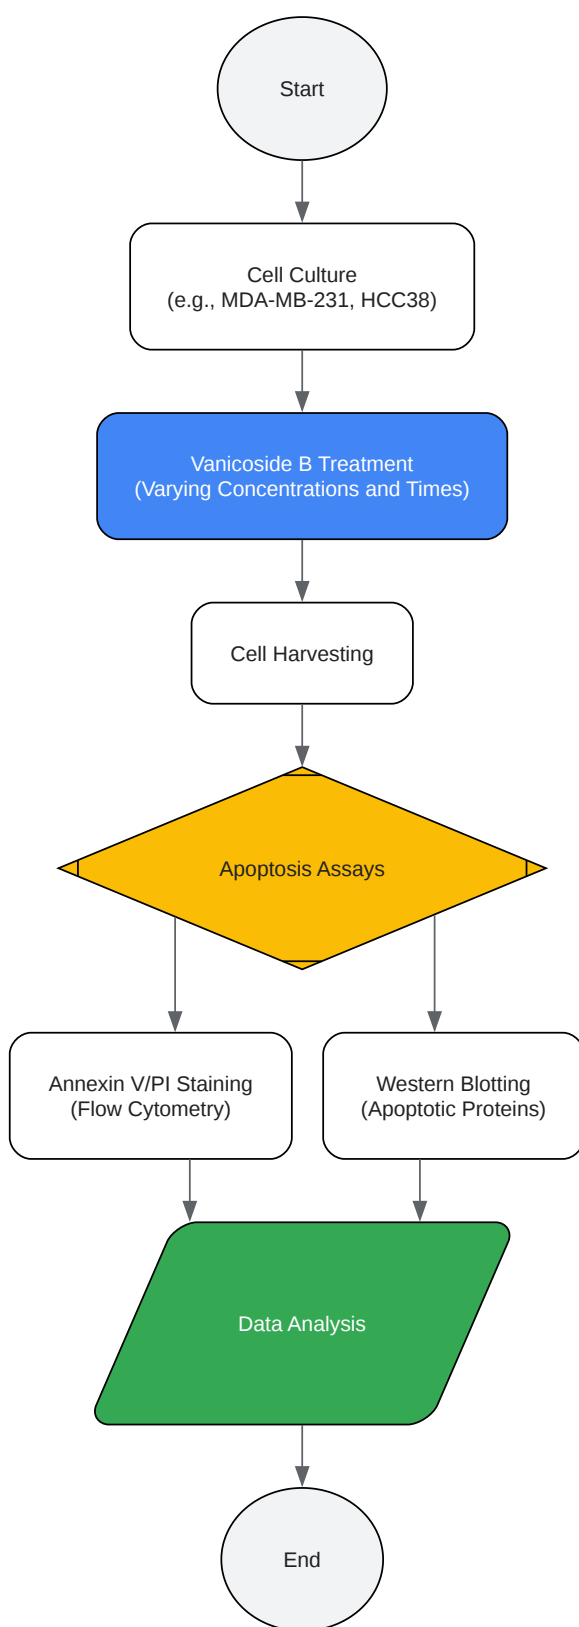 Start
Cell Culture
(e.g., MDA-MB-231, HCC38)
Vanicoside B Treatment
(Varying Concentrations and Times)
Cell Harvesting
Apoptosis Assays
Annexin V/PI Staining
(Flow Cytometry)
Western Blotting
(Apoptotic Proteins)
Data Analysis
End